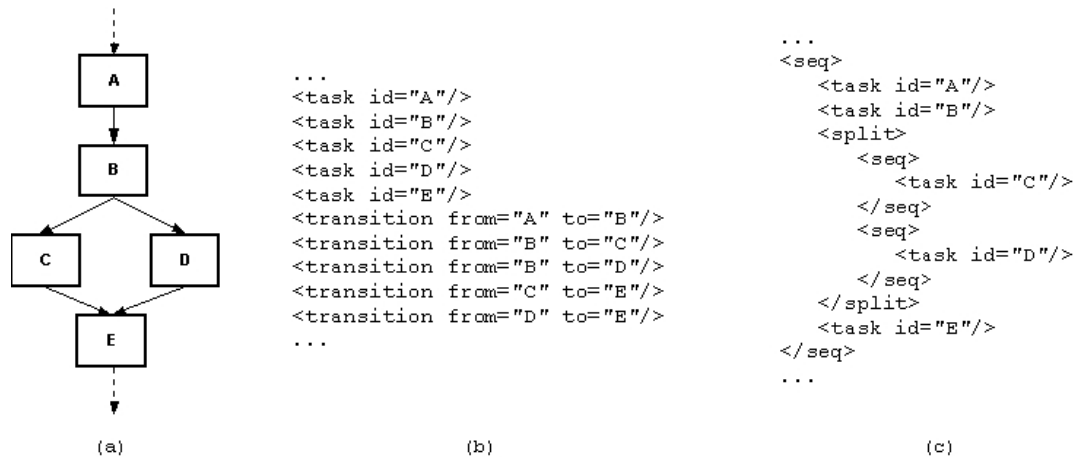 A
B
C
D
E
(a)
...
<task id="A"/>
<task id="B"/>
<task id="C"/>
<task id="D"/>
<task id="E"/>
<transition from="A" to="B"/>
<transition from="B" to="C"/>
<transition from="B" to="D"/>
<transition from="C" to="E"/>
<transition from="D" to="E"/>
...
(b)
...
<seq>
<task id="A"/>
<task id="B"/>
<split>
<seq>
<task id="C"/>
</seq>
<seq>
<task id="D"/>
</seq>
</split>
<task id="E"/>
</seq>
...
(c)